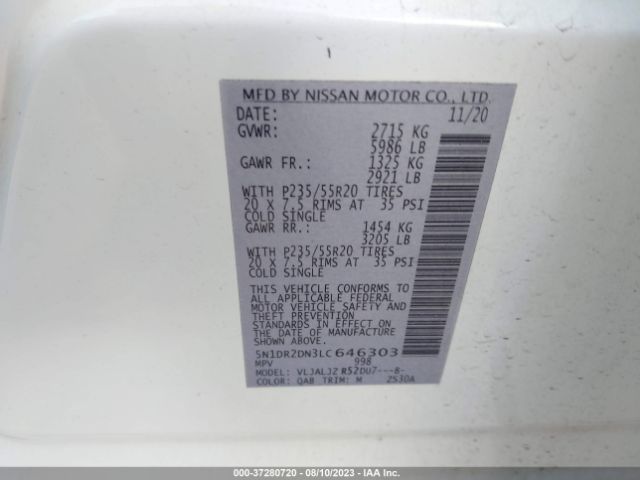 MFD BY NISSAN MOTOR CO., LTD.
DATE: 11/20
GVWR: 2715 KG
5986 LB
GAWR FR.: 1325 KG
2921 LB
WITH P235/55R20 TIRES
20 X 7.5 RIMS AT 35 PSI
COLD SINGLE
GAWR RR.: 1454 KG
3205 LB
WITH P235/55R20 TIRES
20 X 7.5 RIMS AT 35 PSI
COLD SINGLE
THIS VEHICLE CONFORMS TO
ALL APPLICABLE FEDERAL
MOTOR VEHICLE SAFETY AND
THEFT PREVENTION
STANDARDS IN EFFECT ON
THE DATE OF MANUFACTURE
SHOWN ABOVE.
5N1DR2DN3LC646303
MPV 998
MODEL: VLJALJZ R52DU7---8-
COLOR: QAB TRIM: M ZS30A
000-37280720 -- 08/10/2023 -- IAA Inc.